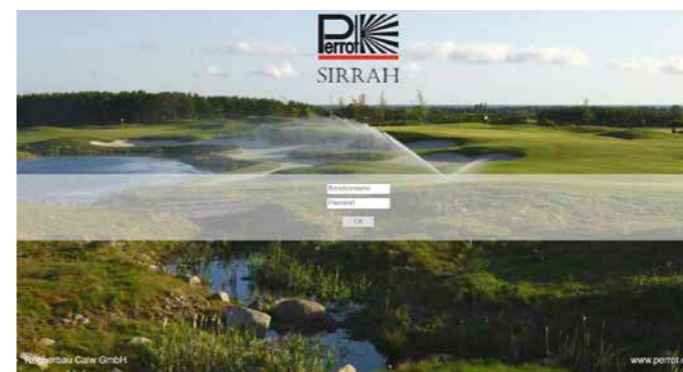 Perrot
SIRRAH
Benutzername
Passwort
OK
Regnerbau Calw GmbH
www.perrot.